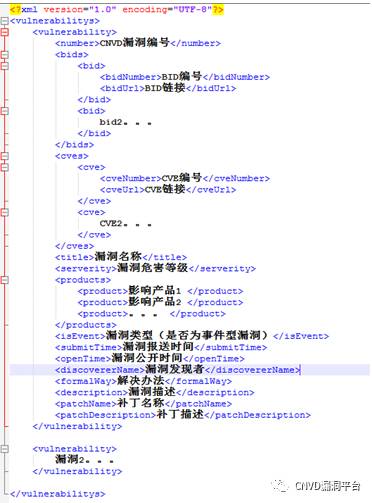 <?xml version="1.0" encoding="UTF-8"?>
<vulnerabilitys>
<vulnerability>
<number>CNVD漏洞编号</number>
<bids>
<bid>
<bidNumber>BID编号</bidNumber>
<bidUrl>BID链接</bidUrl>
</bid>
<bid>
bid2。。。
</bid>
</bids>
<cves>
<cve>
<cveNumber>CVE编号</cveNumber>
<cveUrl>CVE链接</cveUrl>
</cve>
<cve>
CVE2。。。
</cve>
</cves>
<title>漏洞名称</title>
<serverity>漏洞危害等级</serverity>
<products>
<product>影响产品1 </product>
<product>影响产品2 </product>
<product>。。。 </product>
</products>
<isEvent>漏洞类型（是否为事件型漏洞）</isEvent>
<submitTime>漏洞报送时间</submitTime>
<openTime>漏洞公开时间</openTime>
<discovererName>漏洞发现者</discovererName>
<formalWay>解决办法</formalWay>
<description>漏洞描述</description>
<patchName>补丁名称</patchName>
<patchDescription>补丁描述</patchDescription>
</vulnerability>
<vulnerability>
漏洞2。。。
</vulnerability>
</vulnerabilitys>
CNVD漏洞平台